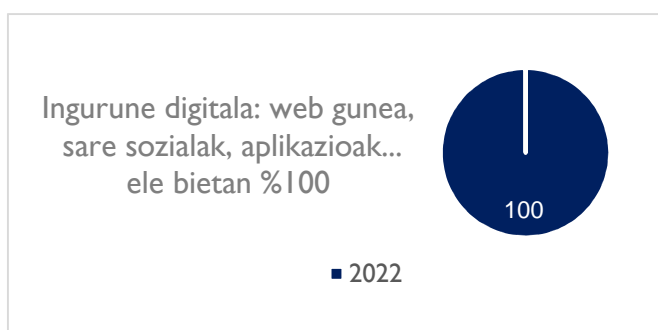 Ingurune digitala: web gunea,
sare sozialak, aplikazioak...
ele bietan %100
100
2022